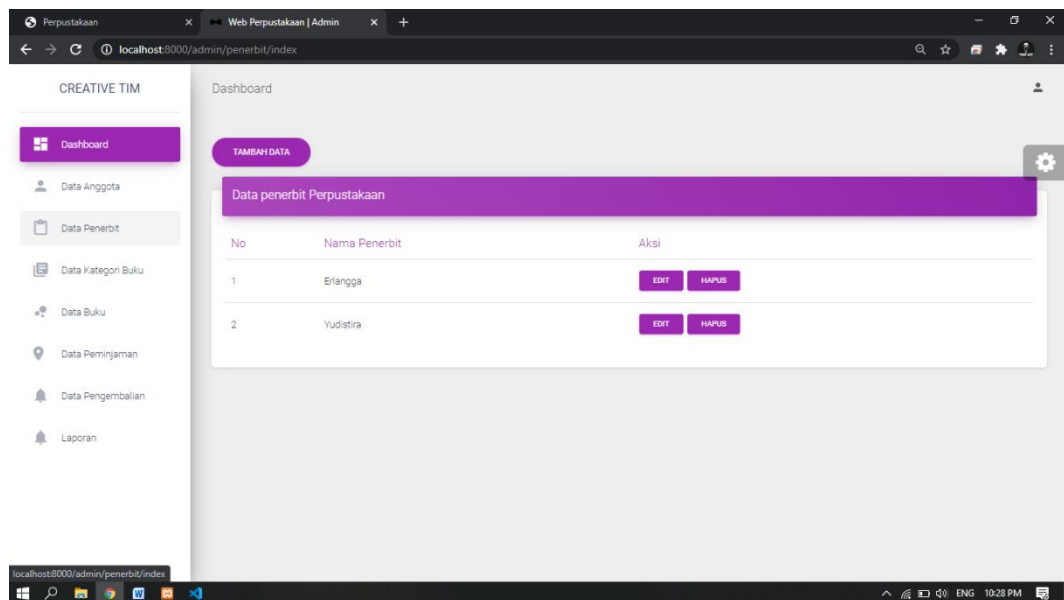 Perpustakaan
Web Perpustakaan | Admin
localhost:8000/admin/penerbit/index
CREATIVE TIM
Dashboard
Dashboard
Data Anggota
Data Penerbit
Data Kategori Buku
Data Buku
Data Peminjaman
Data Pengembalian
Laporan
TAMBAH DATA
Data penerbit Perpustakaan
No Nama Penerbit Aksi
1 Erlangga EDIT HAPUS
2 Yudistira EDIT HAPUS
localhost:8000/admin/penerbit/index
ENG 10:28 PM